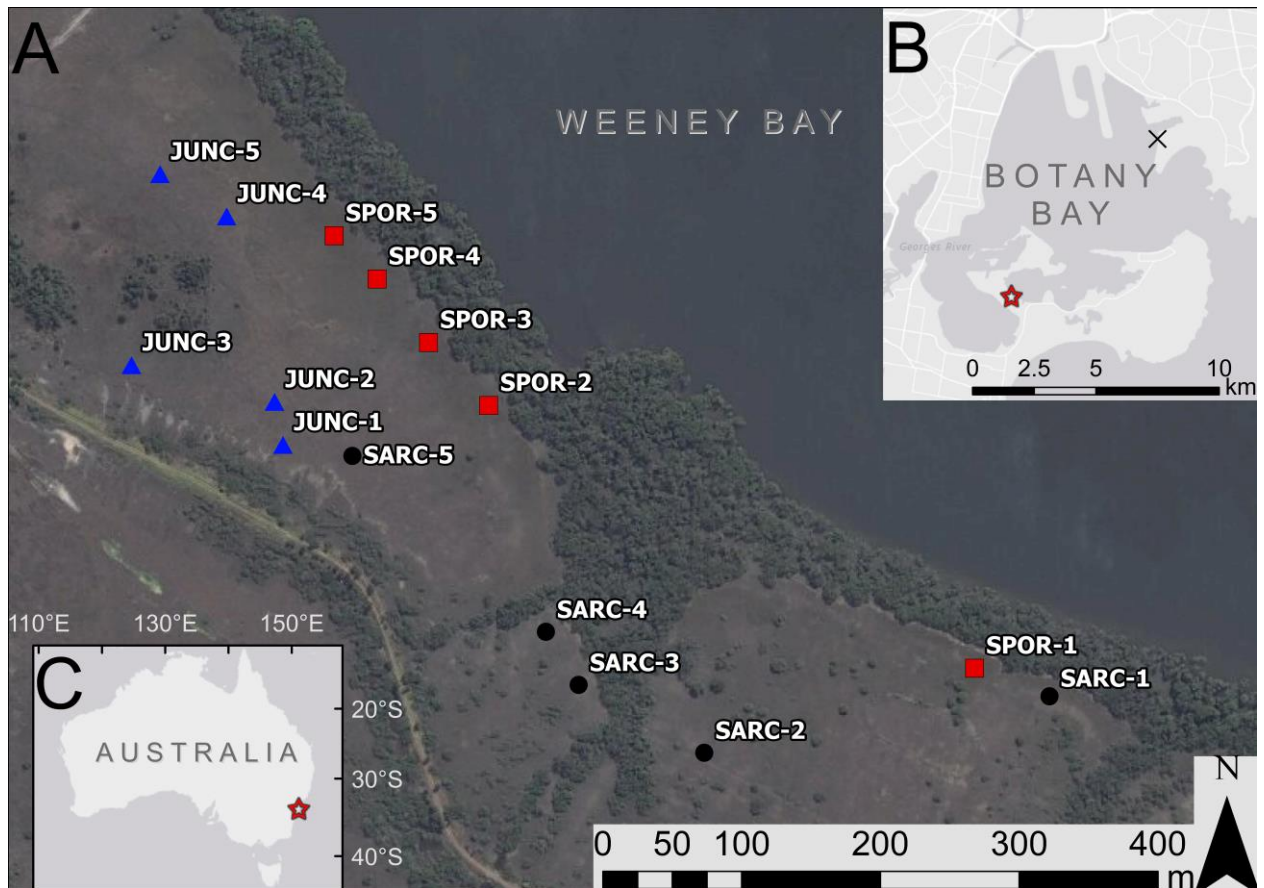 A
WEENEY BAY
JUNC-5
JUNC-4
SPOR-5
SPOR-4
SPOR-3
JUNC-3
JUNC-2
SPOR-2
JUNC-1
SARC-5
SARC-4
SPOR-1
SARC-3
SARC-1
SARC-2
B
BOTANY
BAY
Georges River
0 2.5 5 10
km
110°E 130°E 150°E
C
AUSTRALIA
20°S
30°S
40°S
N
0 50 100 200 300 400
m